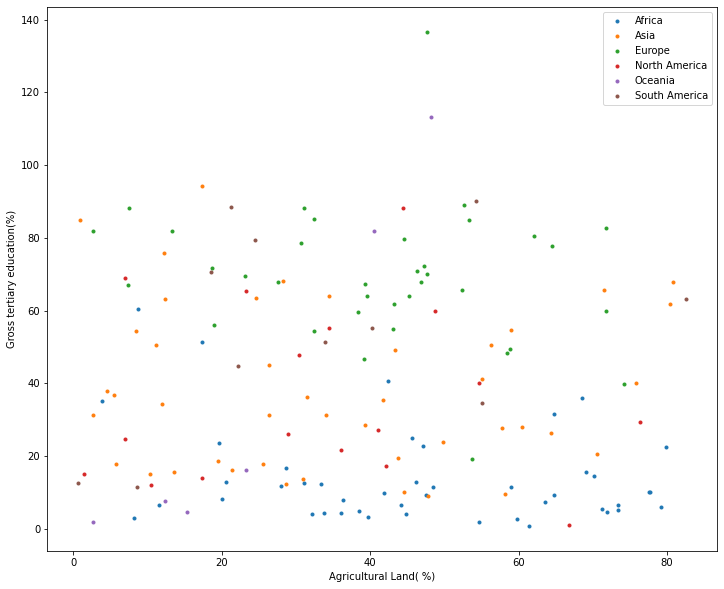 140
120
100
80
60
40
20
0
Gross tertiary education(%)
0 20 40 60 80
Agricultural Land( %)
Africa
Asia
Europe
North America
Oceania
South America